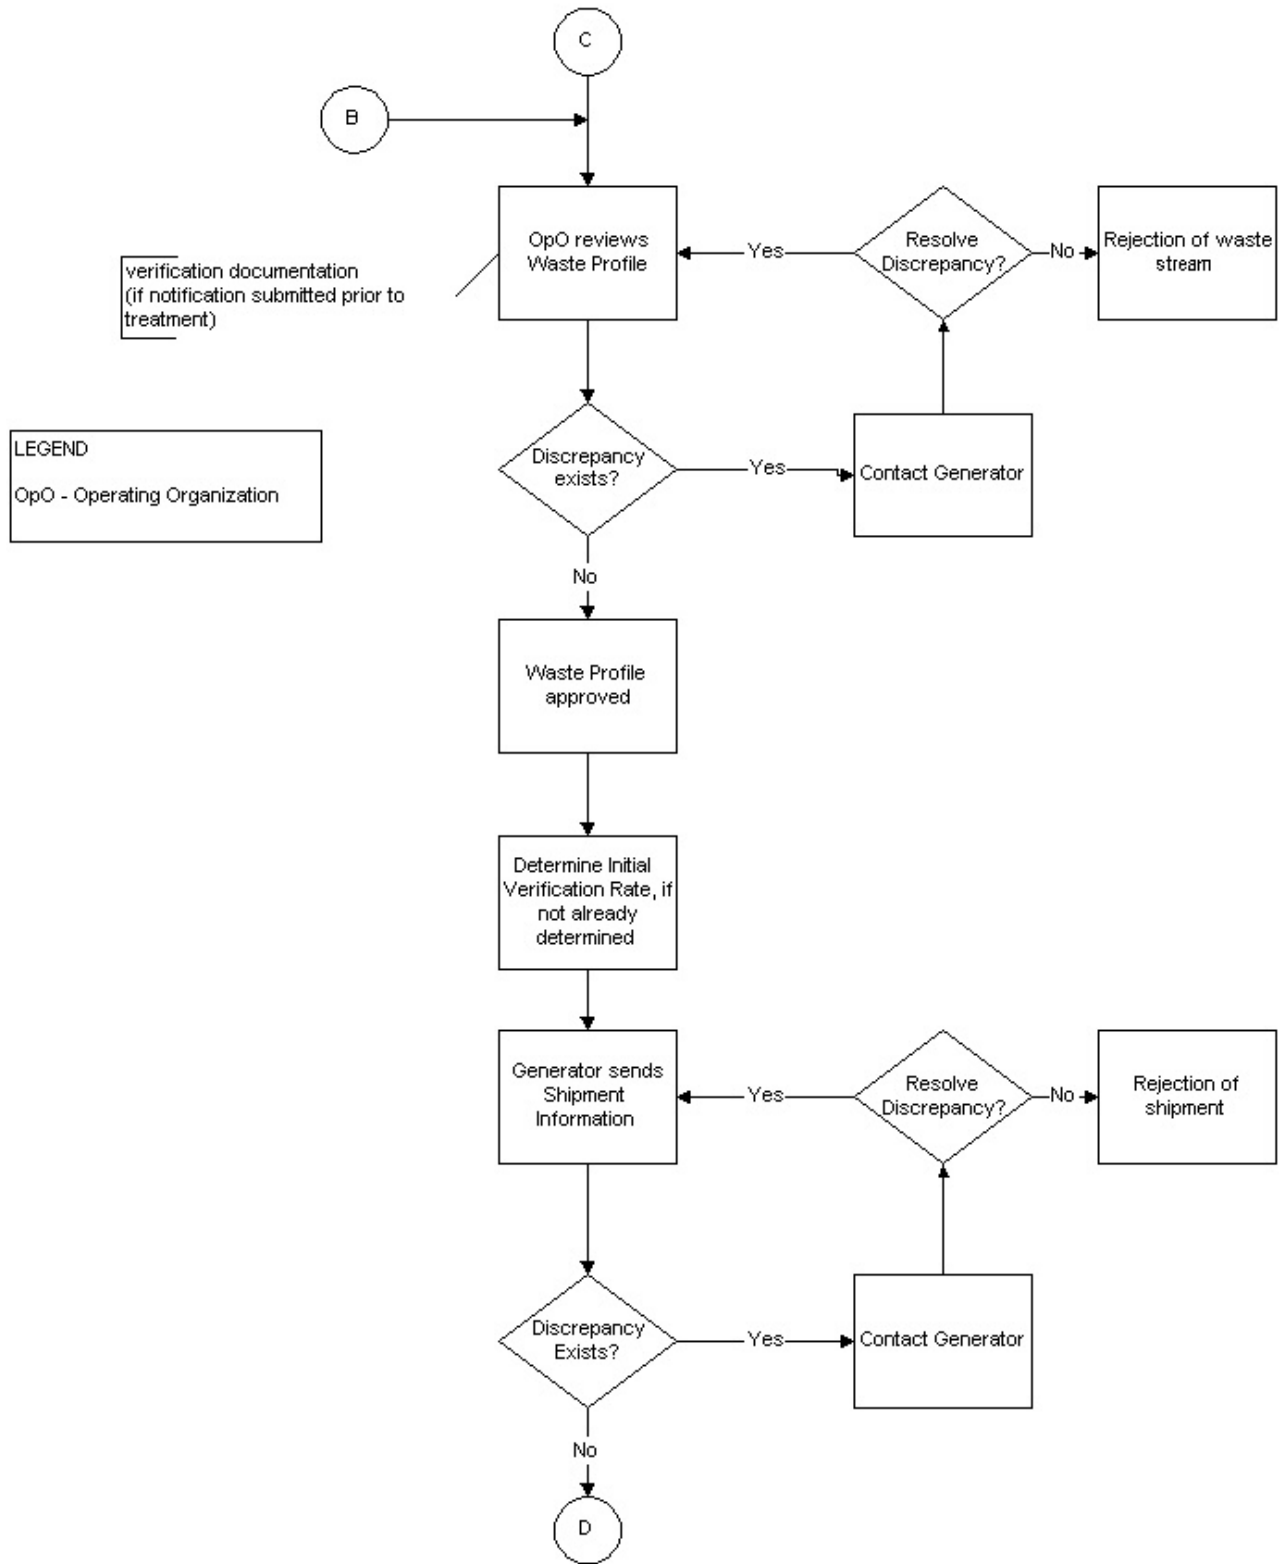 C
B
OpO reviews
Waste Profile
Yes
Resolve
Discrepancy?
No
Rejection of waste
stream
verification documentation
(if notification submitted prior to
treatment)
LEGEND
OpO - Operating Organization
Discrepancy
exists?
Yes
Contact Generator
No
Waste Profile
approved
Determine Initial
Verification Rate, if
not already
determined
Generator sends
Shipment
Information
Yes
Resolve
Discrepancy?
No
Rejection of
shipment
Discrepancy
Exists?
Yes
Contact Generator
No
D